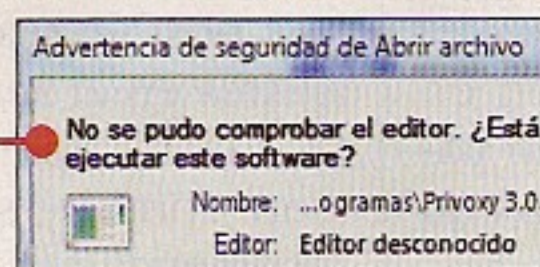 Advertencia de seguridad de Abrir archivo
No se pudo comprobar el editor. ¿Está
ejecutar este software?
Nombre: ...ogramas\Privoxy 3.0.
Editor: Editor desconocido